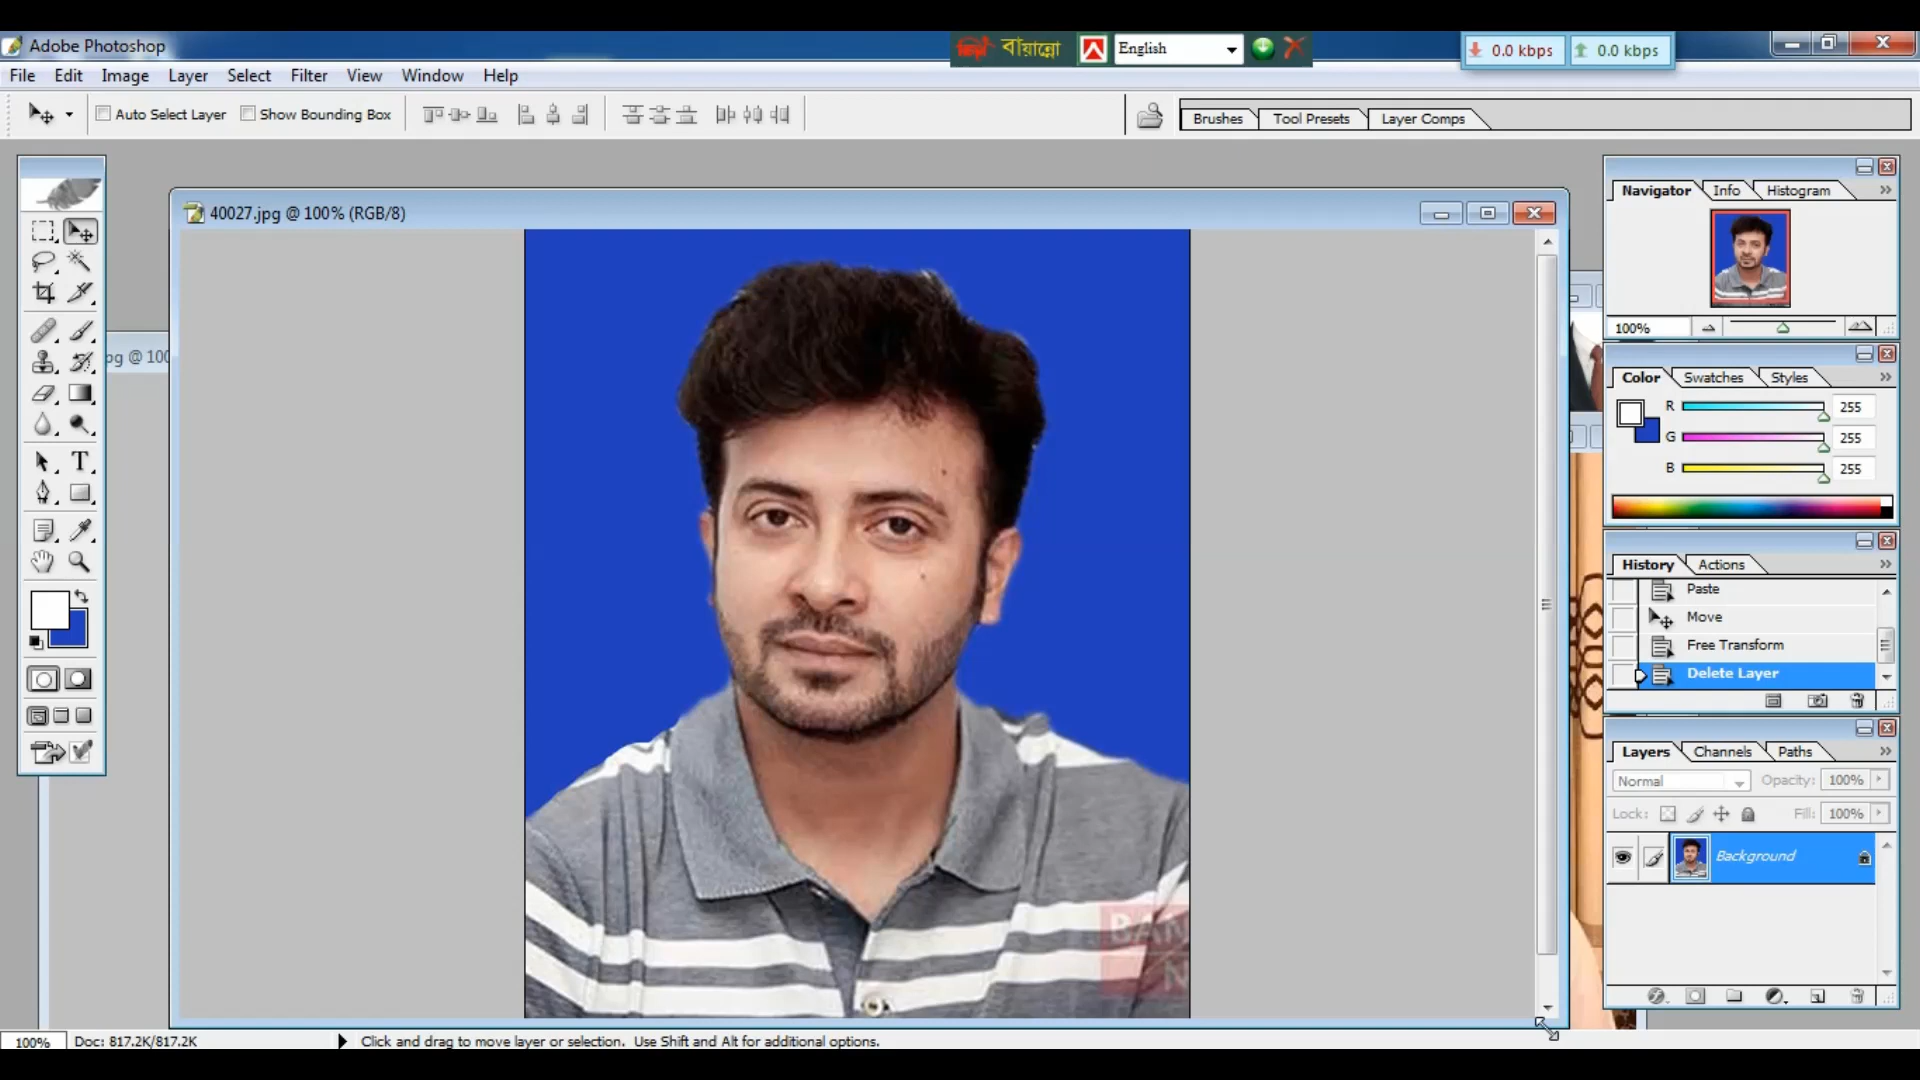 Adobe Photoshop
বায়ান্নো
English
0.0 kbps
0.0 kbps
File Edit Image Layer Select Filter View Window Help
Auto Select Layer
Show Bounding Box
Brushes
Tool Presets
Layer Comps
40027.jpg @ 100% (RGB/8)
pg @ 100
Navigator
Info
Histogram
100%
Color
Swatches
Styles
R
255
G
255
B
255
History
Actions
Paste
Move
Free Transform
Delete Layer
Layers
Channels
Paths
Normal
Opacity: 100%
Lock:
Fill: 100%
Background
BAN
N
100%
Doc: 817.2K/817.2K
Click and drag to move layer or selection. Use Shift and Alt for additional options.